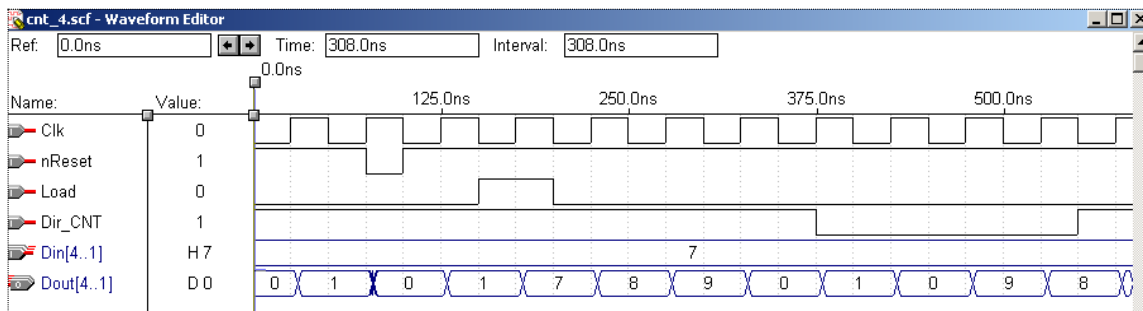 cnt_4.scf - Waveform Editor
Ref: 0.0ns Time: 308.0ns Interval: 308.0ns
0.0ns
Name: Value: 125.0ns 250.0ns 375.0ns 500.0ns
Clk 0
nReset 1
Load 0
Dir_CNT 1
Din[4..1] H 7 7
Dout[4..1] D 0 0 1 0 1 7 8 9 0 1 0 9 8